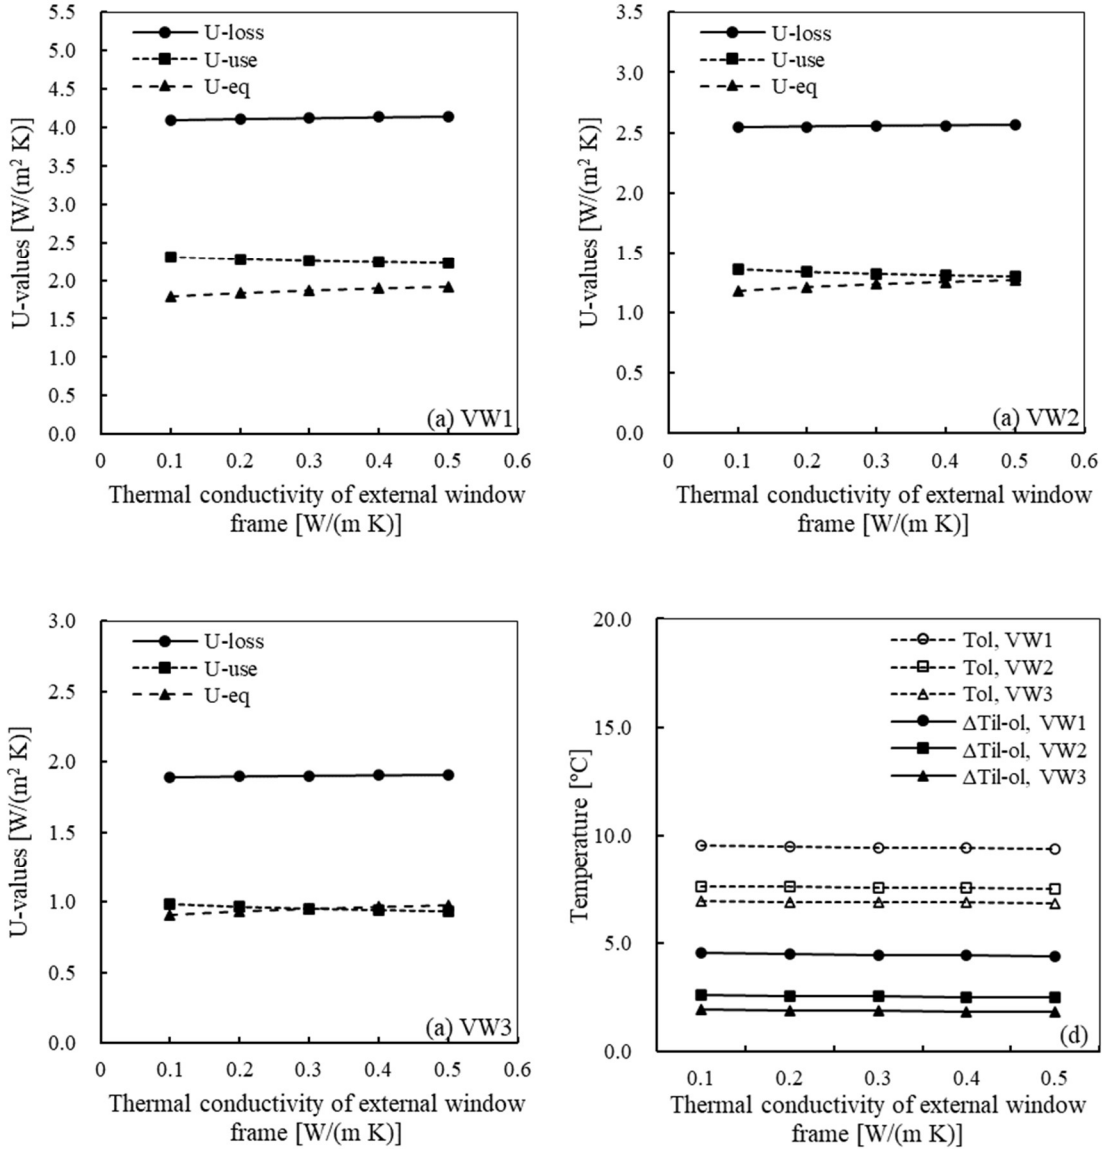 5.5
5.0
4.5
4.0
3.5
3.0
2.5
2.0
1.5
1.0
0.5
0.0
U-values [W/(m² K)]
U-loss
U-use
U-eq
(a) VW1
0 0.1 0.2 0.3 0.4 0.5 0.6
Thermal conductivity of external window
frame [W/(m K)]
3.5
3.0
2.5
2.0
1.5
1.0
0.5
0.0
U-values [W/(m² K)]
U-loss
U-use
U-eq
(a) VW2
0 0.1 0.2 0.3 0.4 0.5 0.6
Thermal conductivity of external window
frame [W/(m K)]
3.0
2.5
2.0
1.5
1.0
0.5
0.0
U-values [W/(m² K)]
U-loss
U-use
U-eq
(a) VW3
0 0.1 0.2 0.3 0.4 0.5 0.6
Thermal conductivity of external window
frame [W/(m K)]
20.0
15.0
10.0
5.0
0.0
Temperature [°C]
Tol, VW1
Tol, VW2
Tol, VW3
ΔTil-ol, VW1
ΔTil-ol, VW2
ΔTil-ol, VW3
(d)
0.1 0.2 0.3 0.4 0.5
Thermal conductivity of external window
frame [W/(m K)]